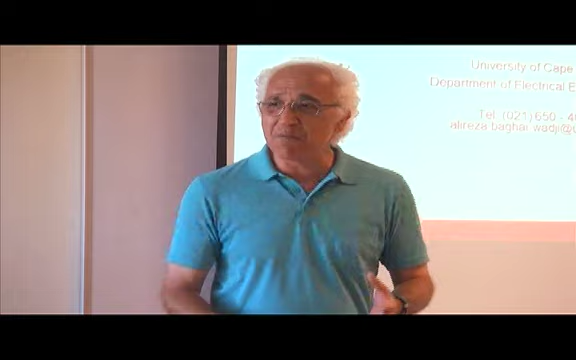 University of Cape
Department of Electrical E
Tel: (021) 650 - 4
alireza.baghai.wadji@